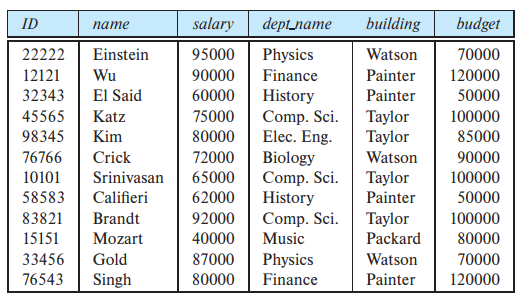 ID name salary dept_name building budget
22222 Einstein 95000 Physics Watson 70000
12121 Wu 90000 Finance Painter 120000
32343 El Said 60000 History Painter 50000
45565 Katz 75000 Comp. Sci. Taylor 100000
98345 Kim 80000 Elec. Eng. Taylor 85000
76766 Crick 72000 Biology Watson 90000
10101 Srinivasan 65000 Comp. Sci. Taylor 100000
58583 Califieri 62000 History Painter 50000
83821 Brandt 92000 Comp. Sci. Taylor 100000
15151 Mozart 40000 Music Packard 80000
33456 Gold 87000 Physics Watson 70000
76543 Singh 80000 Finance Painter 120000